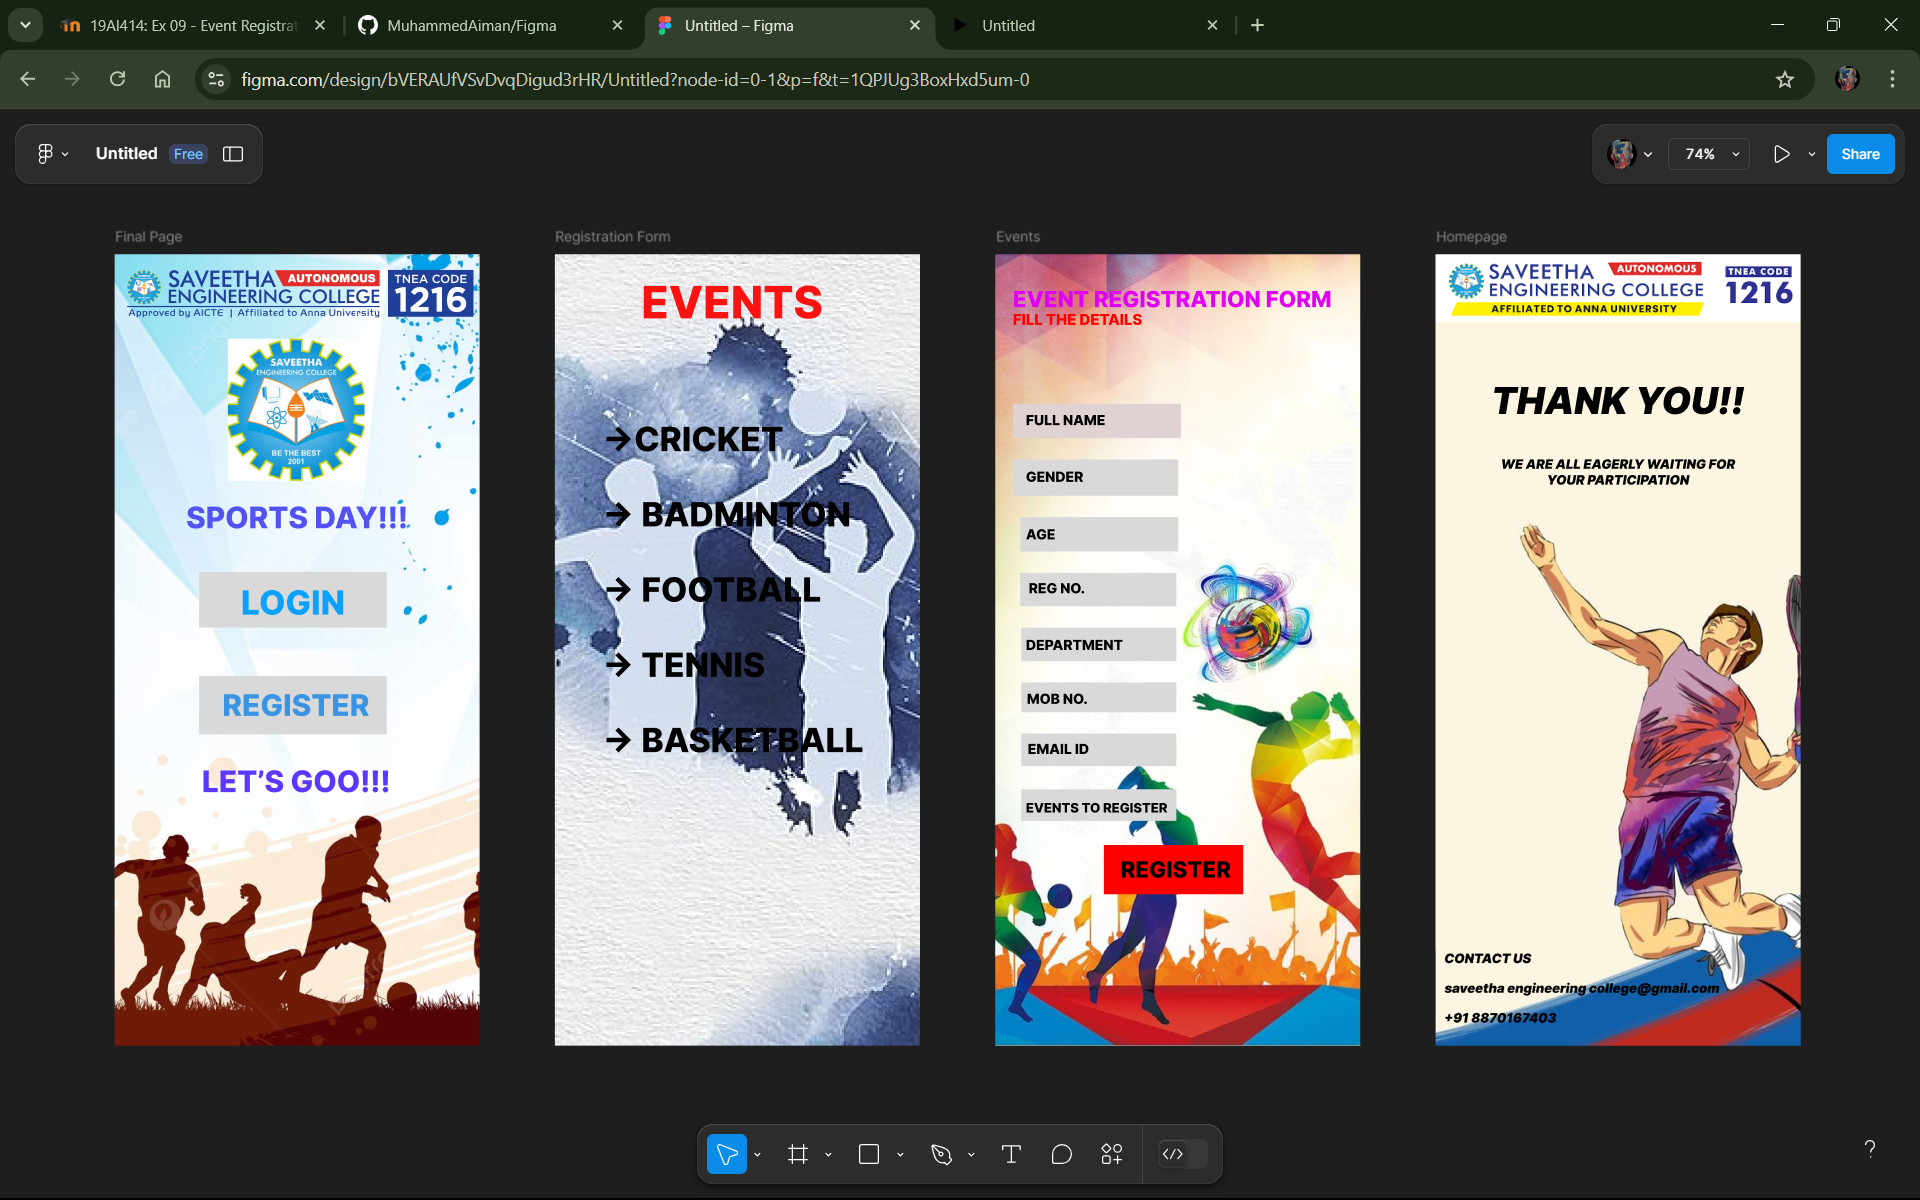 19AI414: Ex 09 - Event Registrat
MuhammedAiman/Figma
Untitled – Figma
Untitled
figma.com/design/bVERAUfVSvDvqDigud3rHR/Untitled?node-id=0-1&p=f&t=1QPJUg3BoxHxd5um-0
Untitled Free
74%
Share
Final Page
SAVEETHA AUTONOMOUS
ENGINEERING COLLEGE
Approved by AICTE | Affiliated to Anna University
TNEA CODE
1216
SAVEETHA
ENGINEERING COLLEGE
BE THE BEST
2001
SPORTS DAY!!!
LOGIN
REGISTER
LET'S GOO!!!
Registration Form
EVENTS
→CRICKET
→ BADMINTON
→ FOOTBALL
→ TENNIS
→ BASKETBALL
Events
EVENT REGISTRATION FORM
FILL THE DETAILS
FULL NAME
GENDER
AGE
REG NO.
DEPARTMENT
MOB NO.
EMAIL ID
EVENTS TO REGISTER
REGISTER
Homepage
SAVEETHA AUTONOMOUS
ENGINEERING COLLEGE
AFFILIATED TO ANNA UNIVERSITY
TNEA CODE
1216
THANK YOU!!
WE ARE ALL EAGERLY WAITING FOR
YOUR PARTICIPATION
CONTACT US
saveetha engineering college@gmail.com
+91 8870167403
?